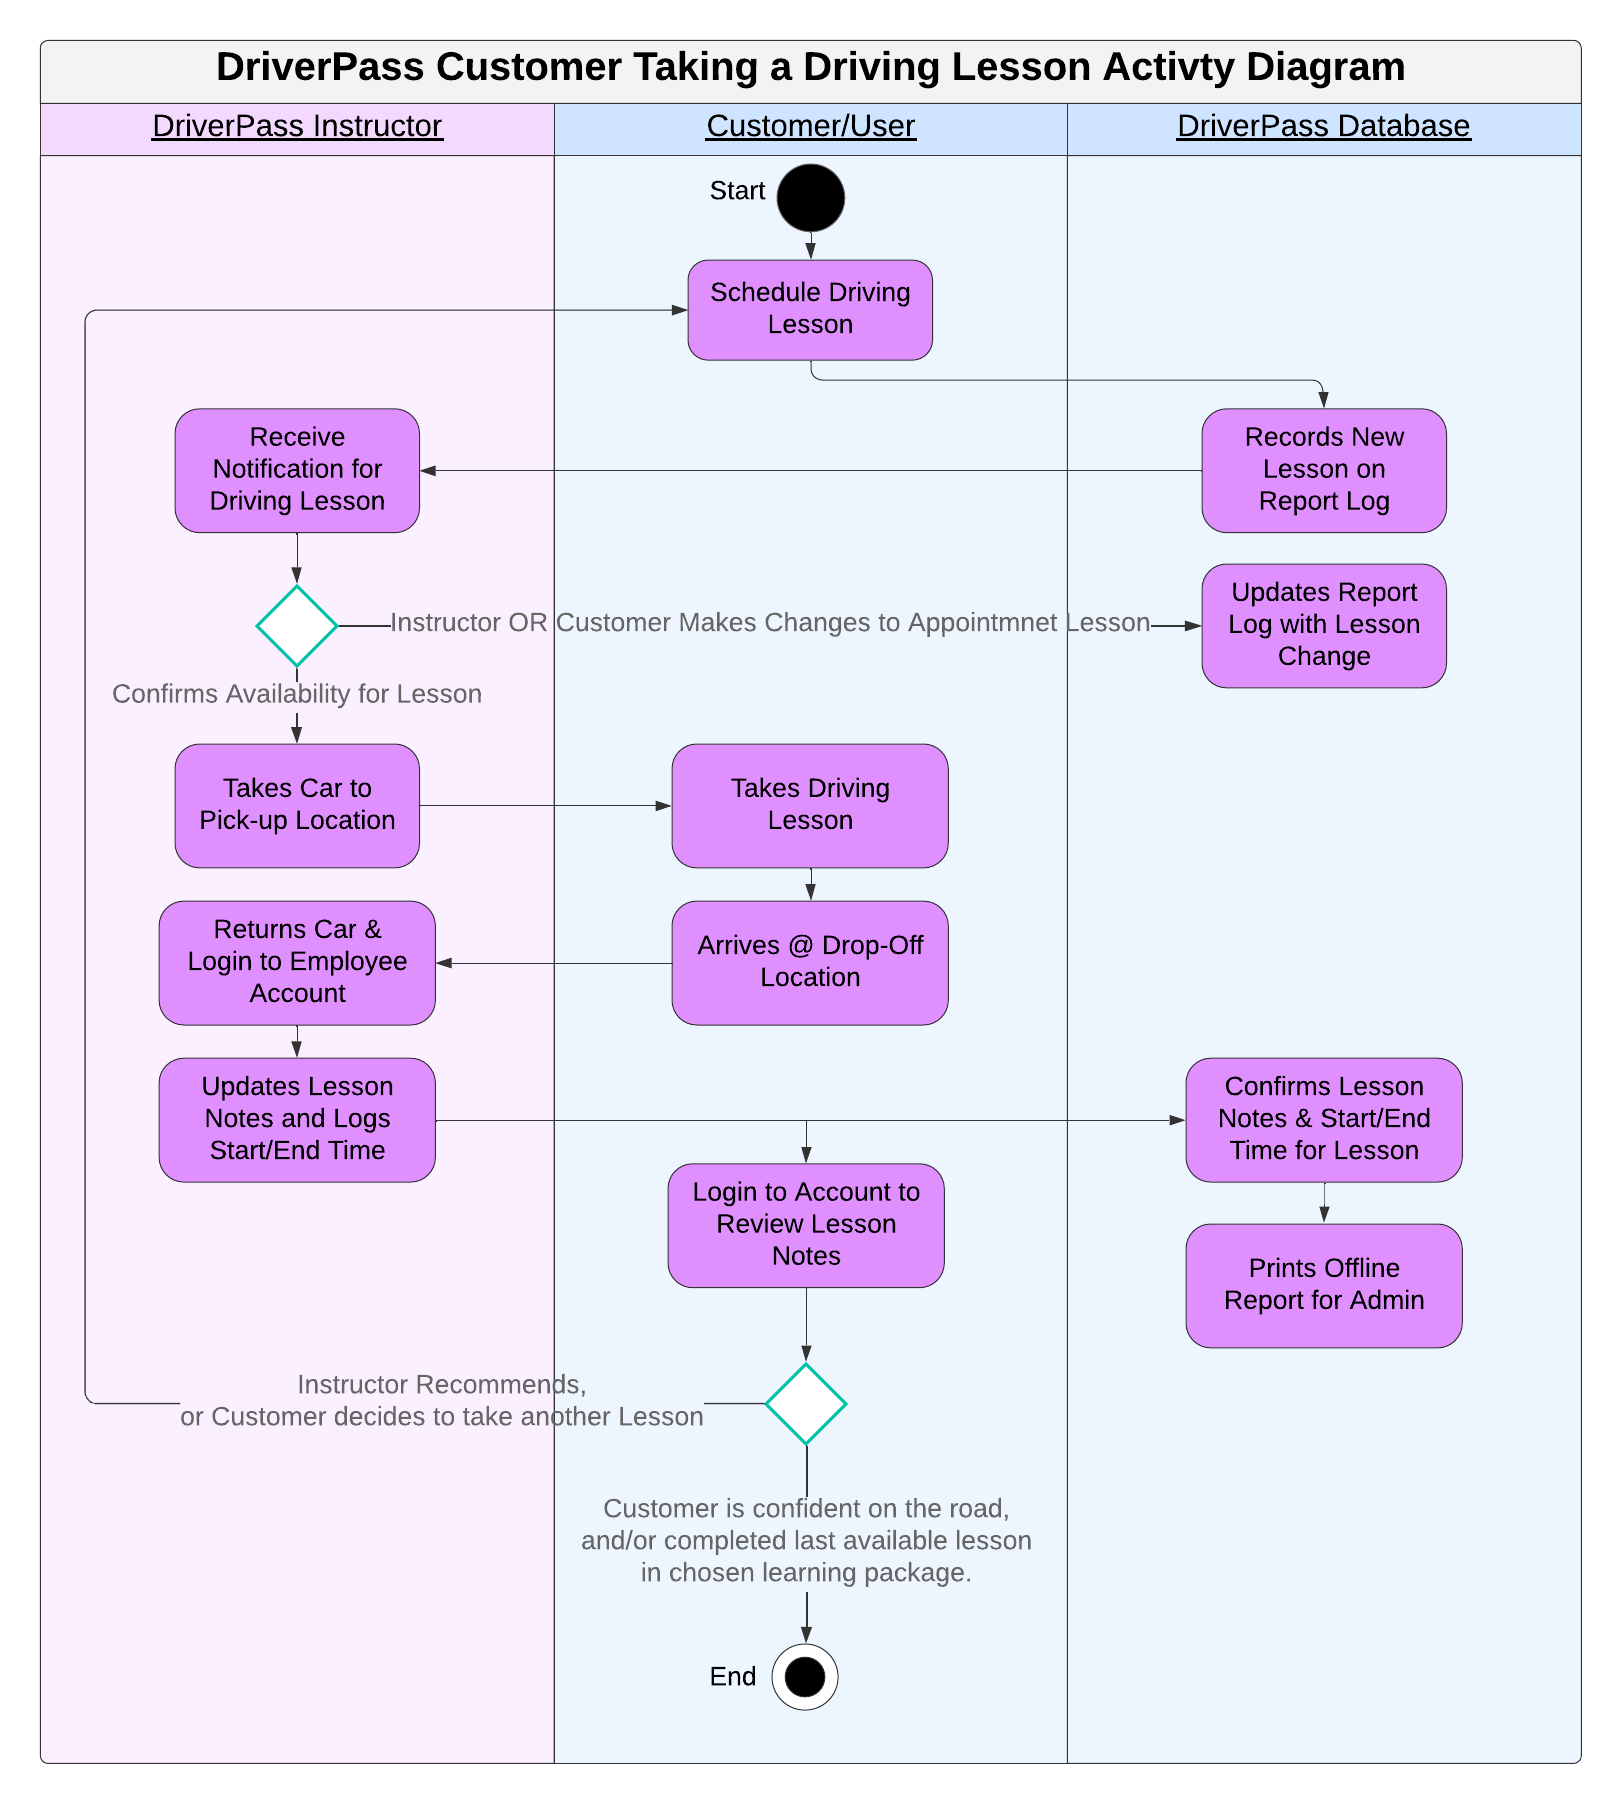 DriverPass Customer Taking a Driving Lesson Activty Diagram
DriverPass Instructor
Customer/User
DriverPass Database
Start
Schedule Driving
Lesson
Receive
Notification for
Driving Lesson
Records New
Lesson on
Report Log
Instructor OR Customer Makes Changes to Appointmnet Lesson
Updates Report
Log with Lesson
Change
Confirms Availability for Lesson
Takes Car to
Pick-up Location
Takes Driving
Lesson
Returns Car &
Login to Employee
Account
Arrives @ Drop-Off
Location
Updates Lesson
Notes and Logs
Start/End Time
Confirms Lesson
Notes & Start/End
Time for Lesson
Login to Account to
Review Lesson
Notes
Prints Offline
Report for Admin
Instructor Recommends,
or Customer decides to take another Lesson
Customer is confident on the road,
and/or completed last available lesson
in chosen learning package.
End